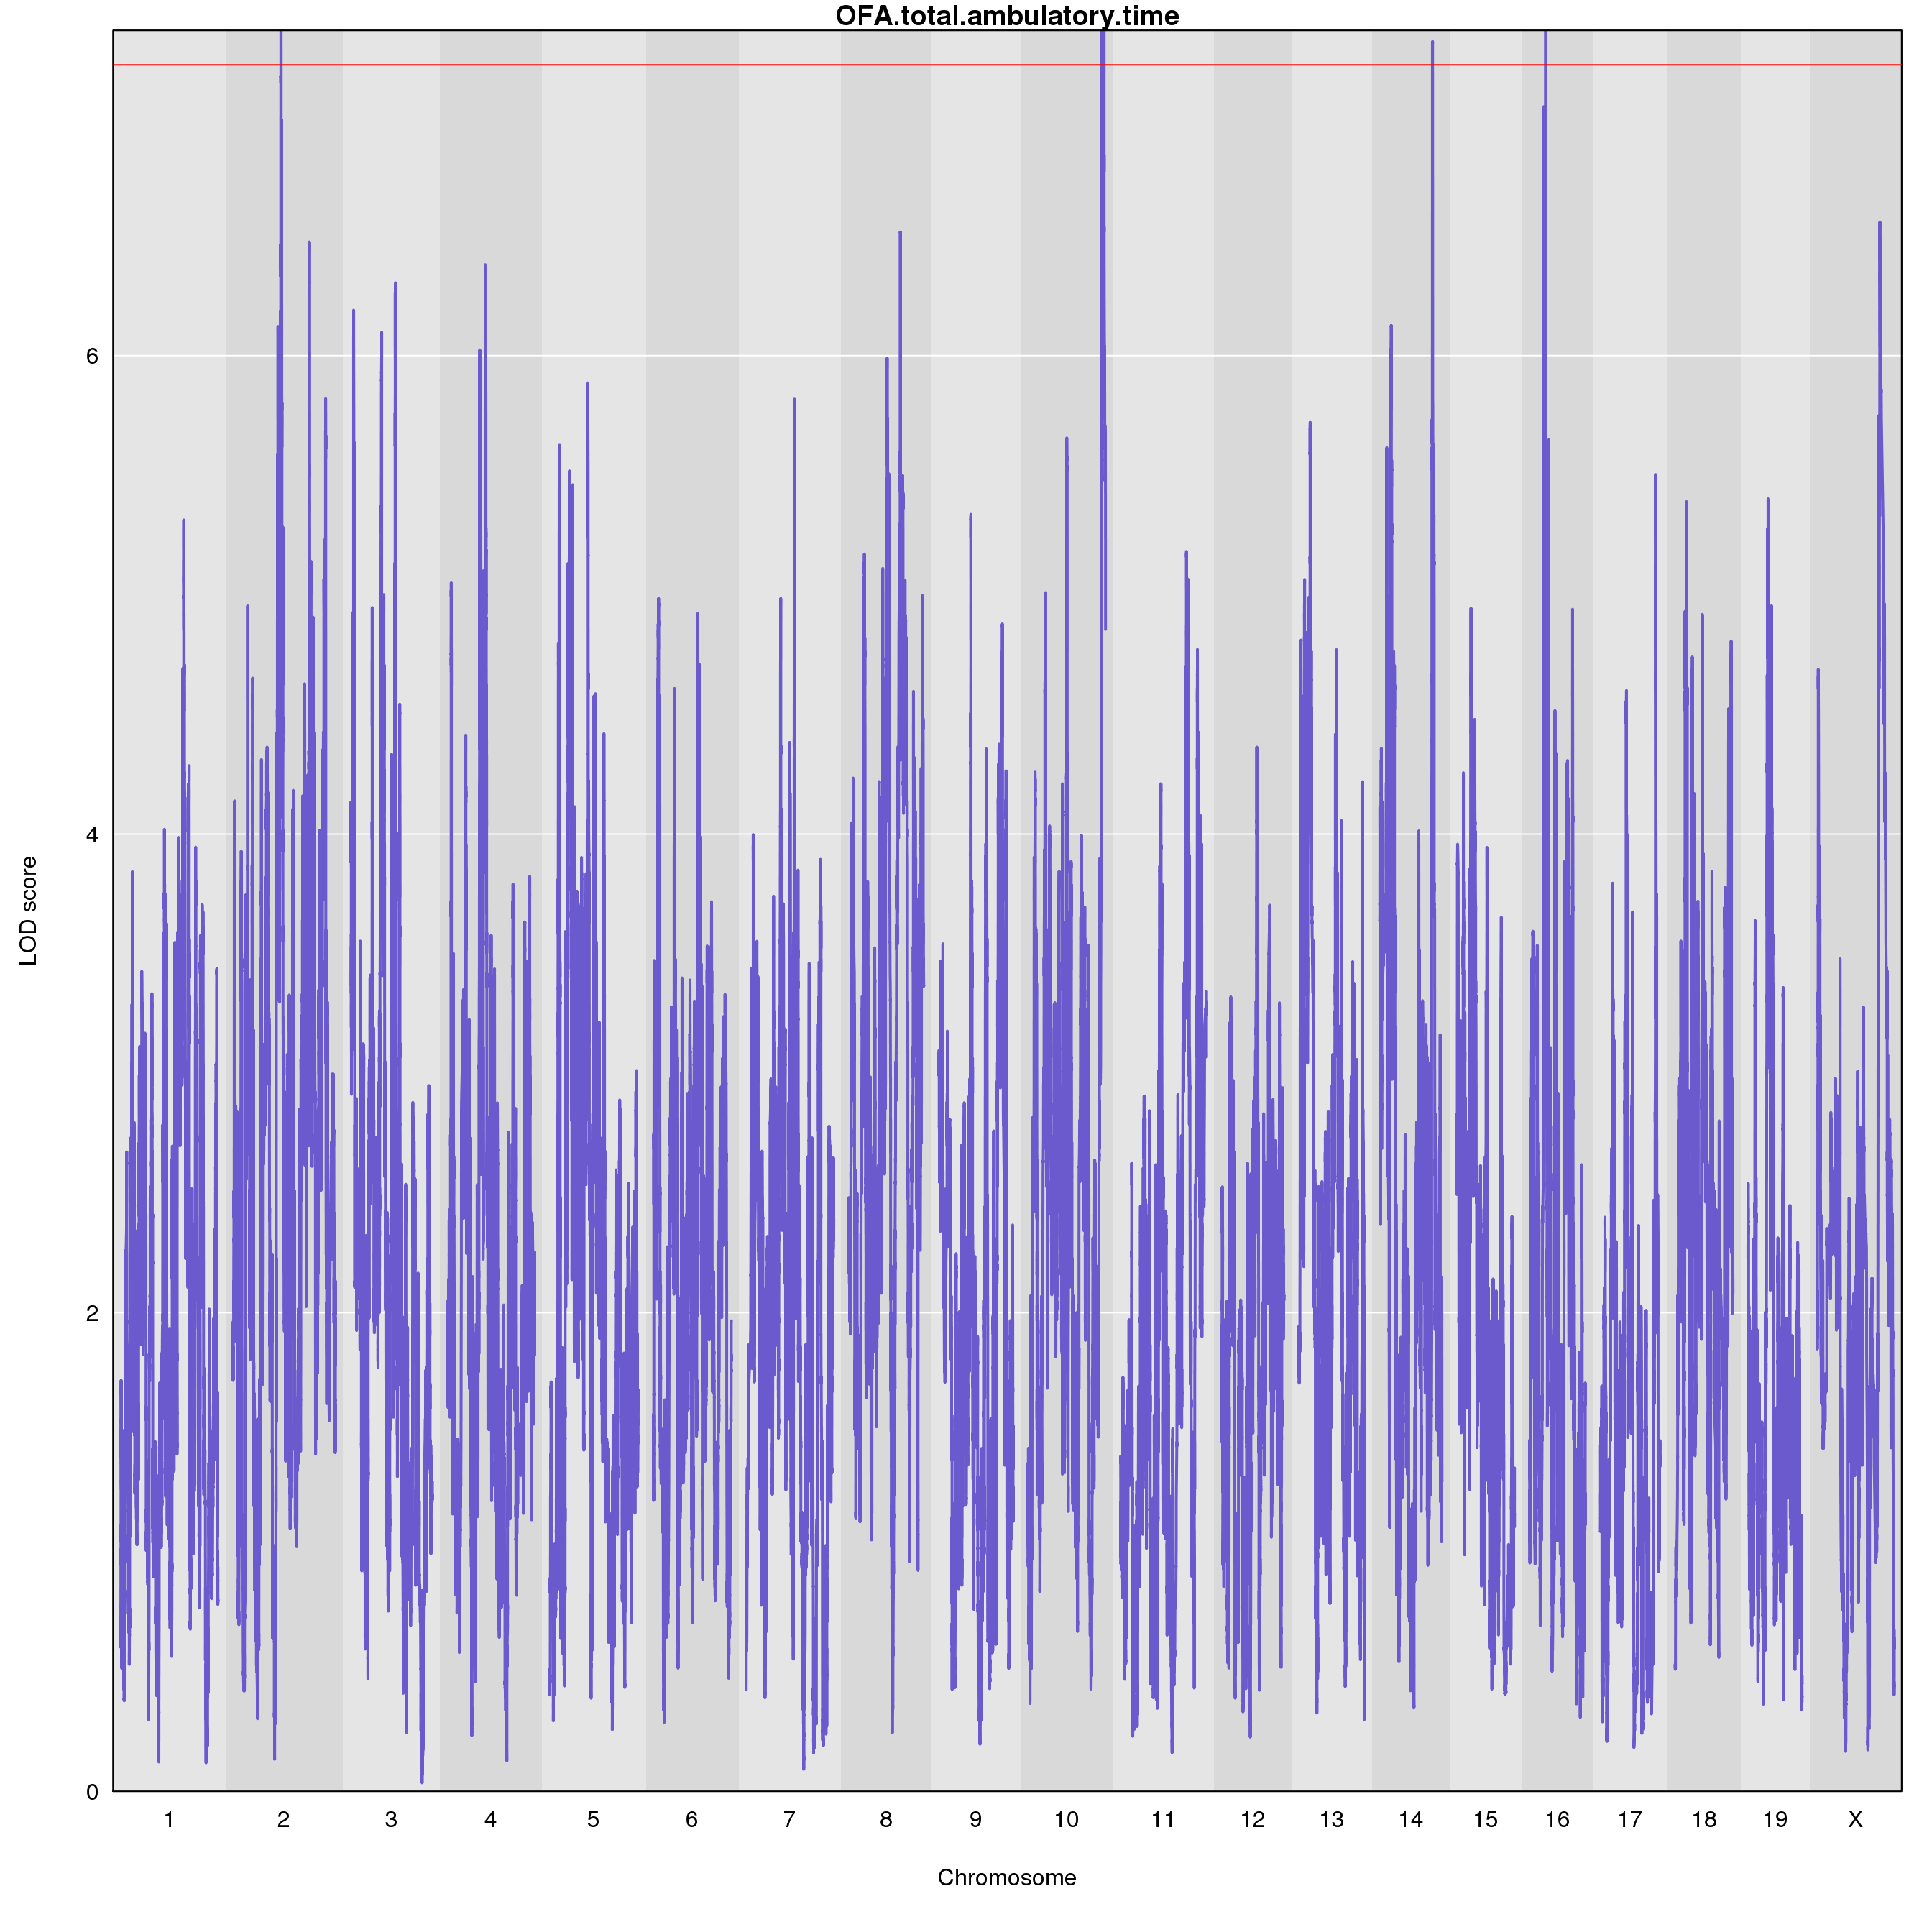 OFA.total.ambulatory.time
LOD score
6
4
2
0
1 2 3 4 5 6 7 8 9 10 11 12 13 14 15 16 17 18 19 X
Chromosome